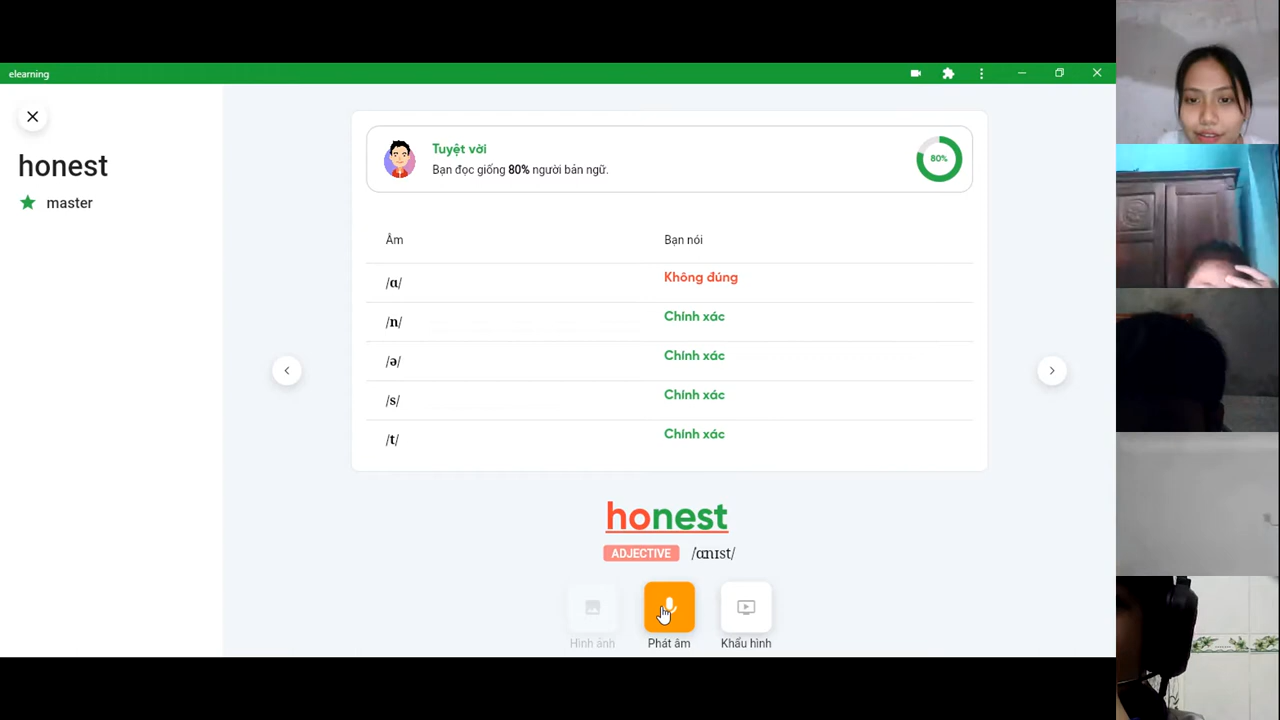 elearning
honest
master
Tuyệt vời
Bạn đọc giống 80% người bản ngữ.
80%
Âm Bạn nói
/ɑ/ Không đúng
/n/ Chính xác
/ə/ Chính xác
/s/ Chính xác
/t/ Chính xác
honest
ADJECTIVE /ɑnɪst/
Hình ảnh Phát âm Khẩu hình